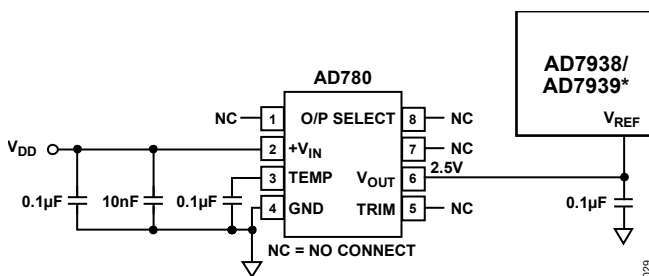 AD780
AD7938/
AD7939*
VREF
NC
1
O/P SELECT
8
NC
VDD
2
+VIN
7
NC
3
TEMP
VOUT
6
2.5V
4
GND
TRIM
5
NC
0.1µF
10nF
0.1µF
0.1µF
NC = NO CONNECT
029